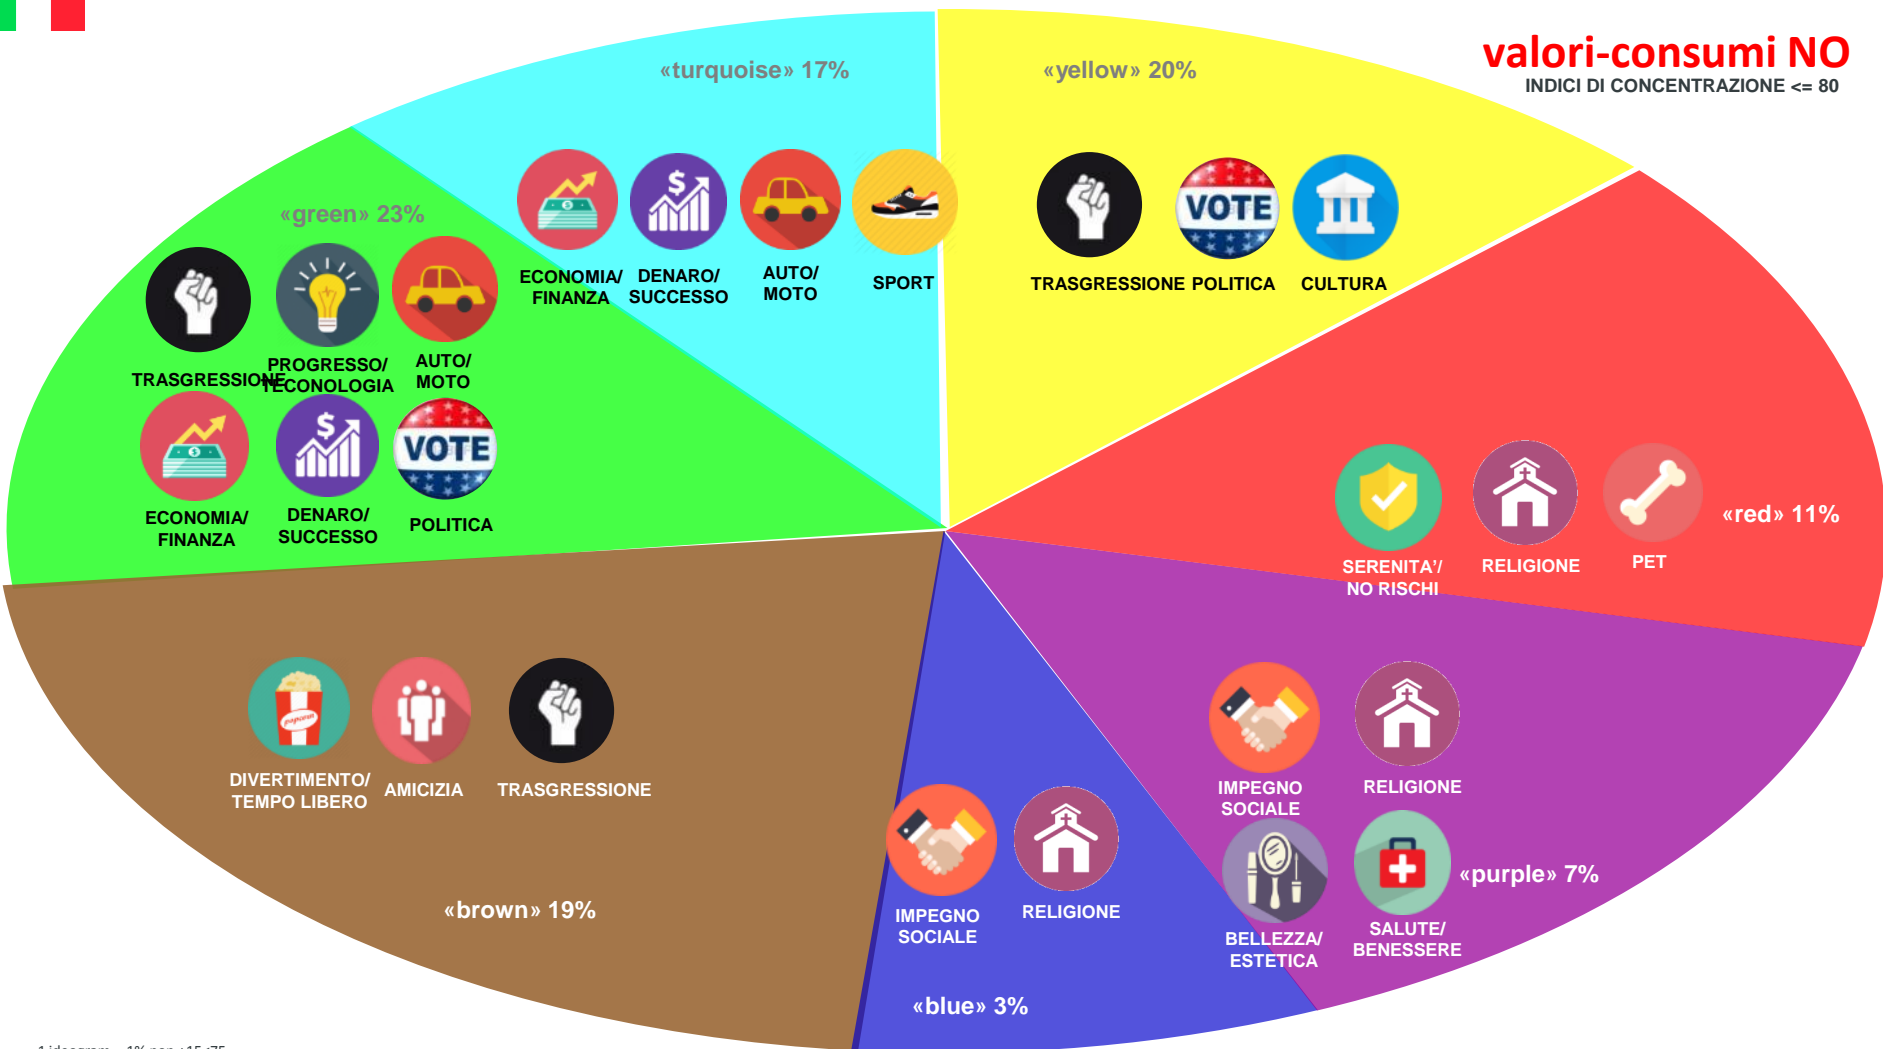 valori-consumi NO
INDICI DI CONCENTRAZIONE <= 80
«turquoise» 17%
ECONOMIA/
FINANZA
DENARO/
SUCCESSO
AUTO/
MOTO
SPORT
«yellow» 20%
TRASGRESSIONE
VOTE
POLITICA
CULTURA
«green» 23%
TRASGRESSIONE
PROGRESSO/
TECONOLOGIA
AUTO/
MOTO
ECONOMIA/
FINANZA
DENARO/
SUCCESSO
VOTE
POLITICA
SERENITA’/
NO RISCHI
RELIGIONE
PET
«red» 11%
popcorn
DIVERTIMENTO/
TEMPO LIBERO
AMICIZIA
TRASGRESSIONE
«brown» 19%
IMPEGNO
SOCIALE
RELIGIONE
«blue» 3%
IMPEGNO
SOCIALE
RELIGIONE
BELLEZZA/
ESTETICA
SALUTE/
BENESSERE
«purple» 7%